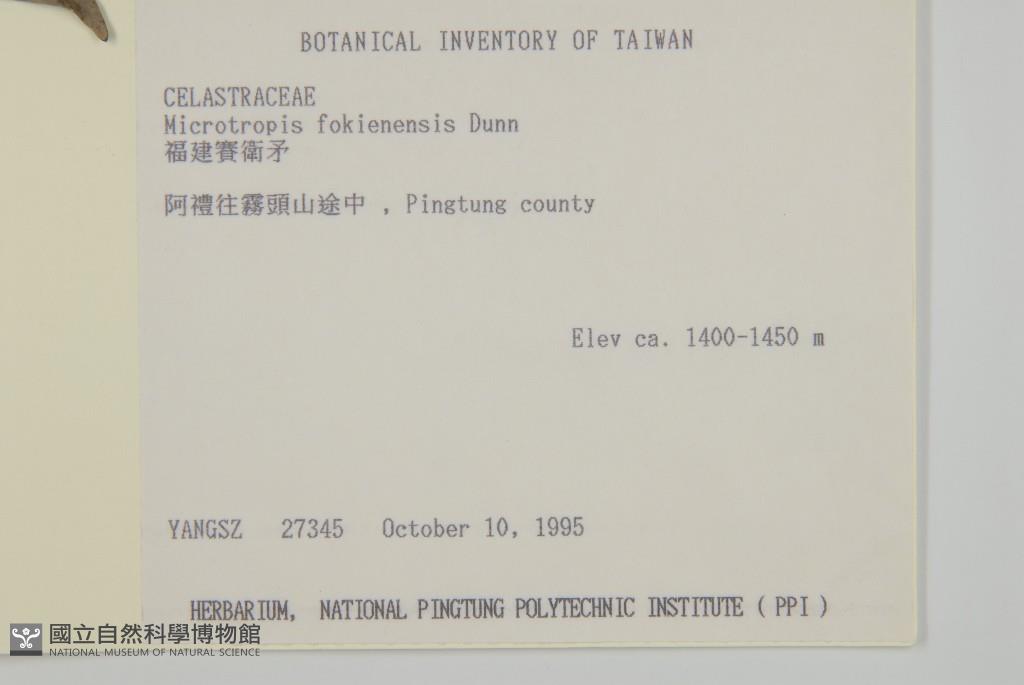 BOTANICAL INVENTORY OF TAIWAN
CELASTRACEAE
Microtropis fokienensis Dunn
福建賽衛矛
阿禮往霧頭山途中 , Pingtung county
Elev ca. 1400-1450 m
YANGSZ 27345 October 10, 1995
HERBARIUM, NATIONAL PINGTUNG POLYTECHNIC INSTITUTE ( PPI )
國立自然科學博物館
NATIONAL MUSEUM OF NATURAL SCIENCE